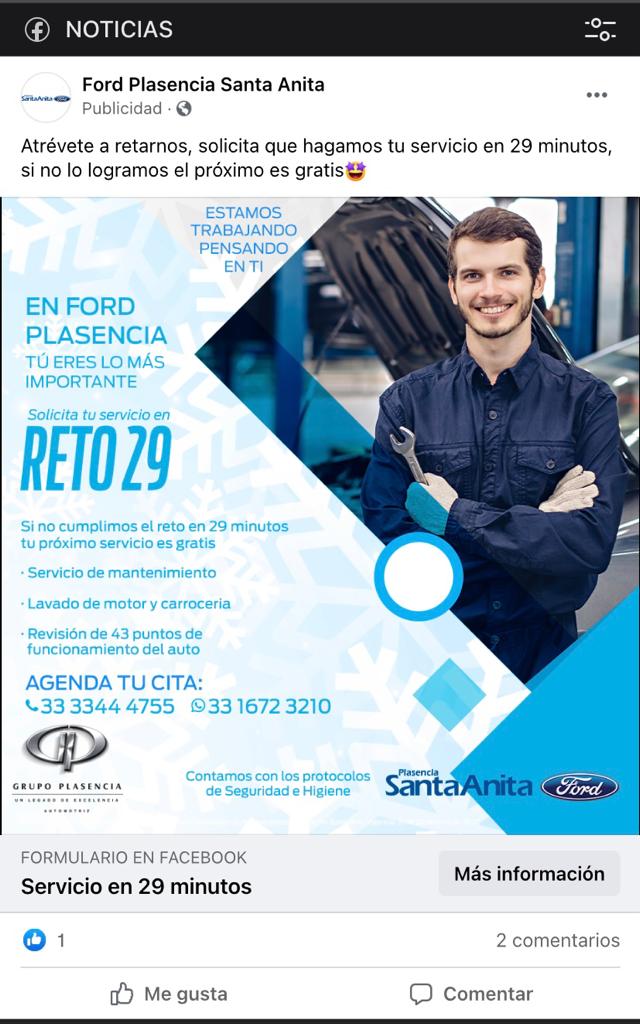 NOTICIAS
Ford Plasencia Santa Anita
Publicidad ·
Atrévete a retarnos, solicita que hagamos tu servicio en 29 minutos,
si no lo logramos el próximo es gratis🤩
ESTAMOS
TRABAJANDO
PENSANDO
EN TI
EN FORD
PLASENCIA
TÚ ERES LO MÁS
IMPORTANTE
Solicita tu servicio en
RETO 29
Si no cumplimos el reto en 29 minutos
tu próximo servicio es gratis
· Servicio de mantenimiento
· Lavado de motor y carroceria
· Revisión de 43 puntos de
funcionamiento del auto
AGENDA TU CITA:
33 3344 4755 33 1672 3210
GRUPO PLASENCIA
UN LEGADO DE EXCELENCIA
AUTOMOTRIZ
Contamos con los protocolos
de Seguridad e Higiene
Plasencia
SantaAnita Ford
FORMULARIO EN FACEBOOK
Servicio en 29 minutos
Más información
1
2 comentarios
Me gusta
Comentar